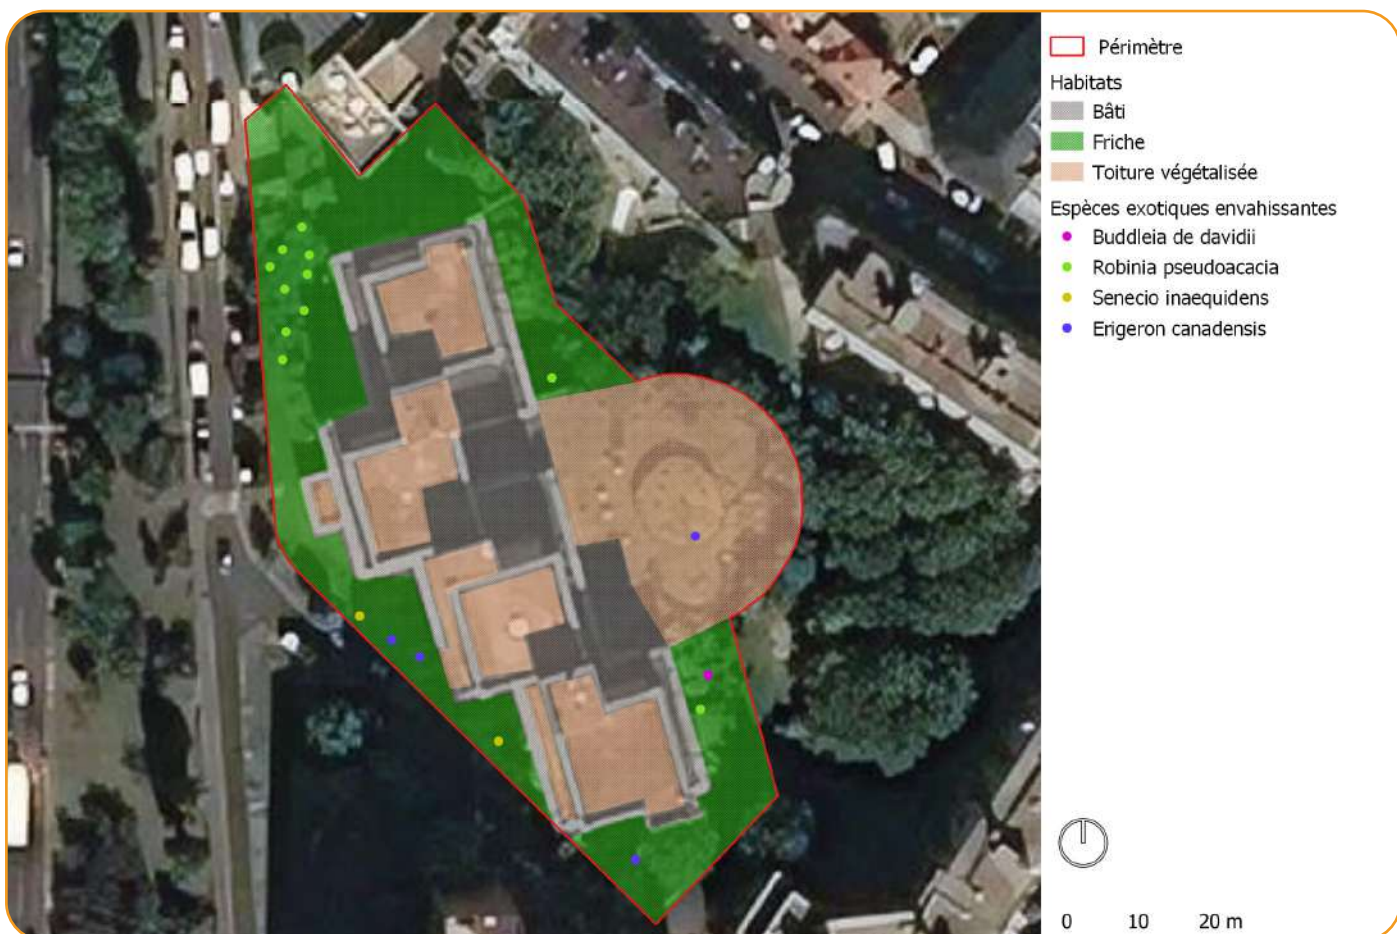 Périmètre
Habitats
Bâti
Friche
Toiture végétalisée
Espèces exotiques envahissantes
Buddleia de davidii
Robinia pseudoacacia
Senecio inaequidens
Erigeron canadensis
0 10 20 m